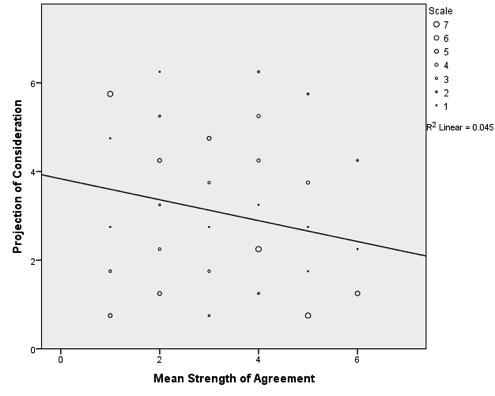 Scale
7
6
5
4
3
2
1
R² Linear = 0.045
Projection of Consideration
6
4
2
0
0 2 4 6
Mean Strength of Agreement